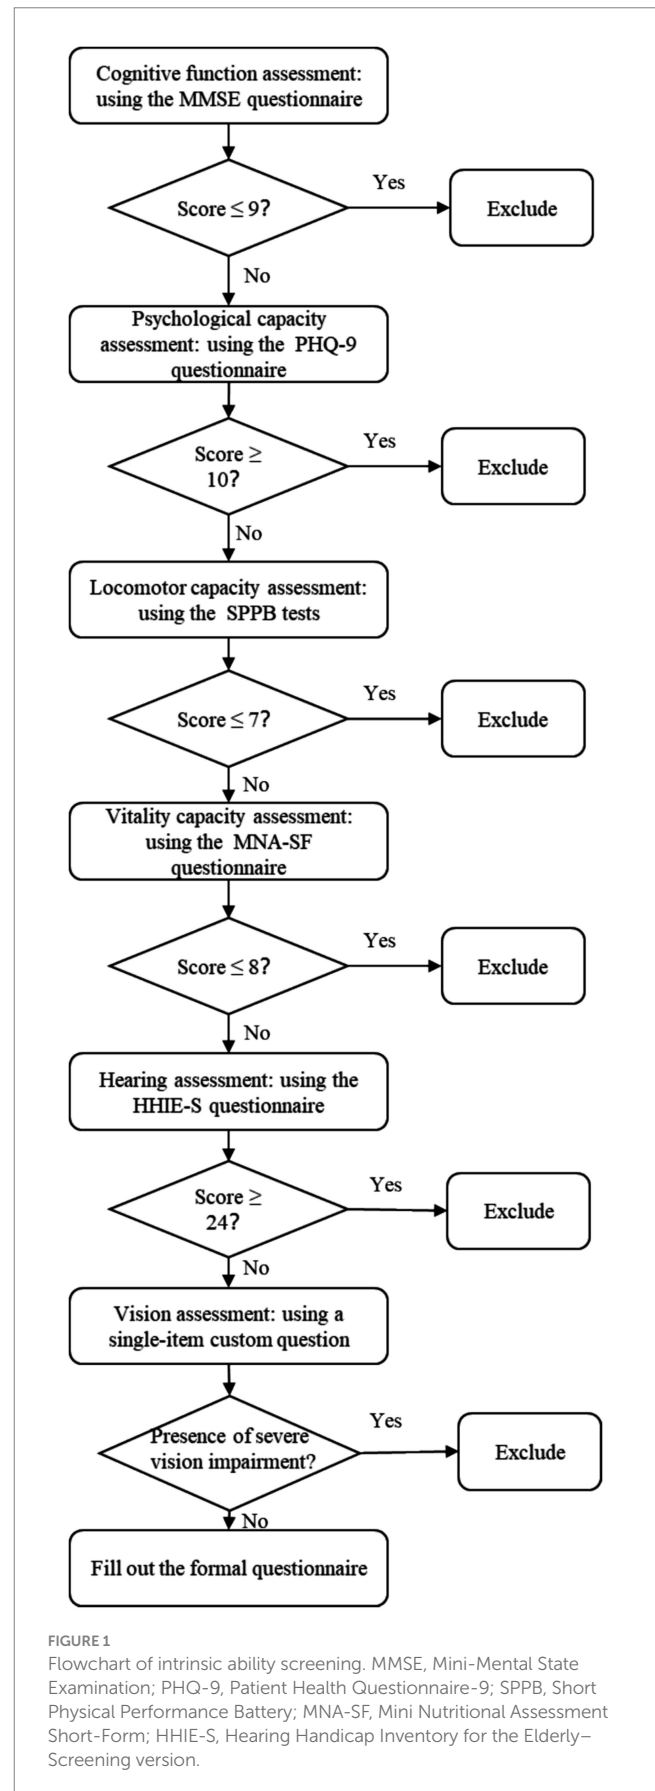 Cognitive function assessment:
using the MMSE questionnaire
Score ≤ 9?
Yes
Exclude
No
Psychological capacity
assessment: using the PHQ-9
questionnaire
Score ≥
10?
Yes
Exclude
No
Locomotor capacity assessment:
using the SPPB tests
Score ≤ 7?
Yes
Exclude
No
Vitality capacity assessment:
using the MNA-SF
questionnaire
Score ≤ 8?
Yes
Exclude
No
Hearing assessment: using the
HHIE-S questionnaire
Score ≥
24?
Yes
Exclude
No
Vision assessment: using a
single-item custom question
Presence of severe
vision impairment?
Yes
Exclude
No
Fill out the formal questionnaire
FIGURE 1
Flowchart of intrinsic ability screening. MMSE, Mini-Mental State
Examination; PHQ-9, Patient Health Questionnaire-9; SPPB, Short
Physical Performance Battery; MNA-SF, Mini Nutritional Assessment
Short-Form; HHIE-S, Hearing Handicap Inventory for the Elderly–
Screening version.